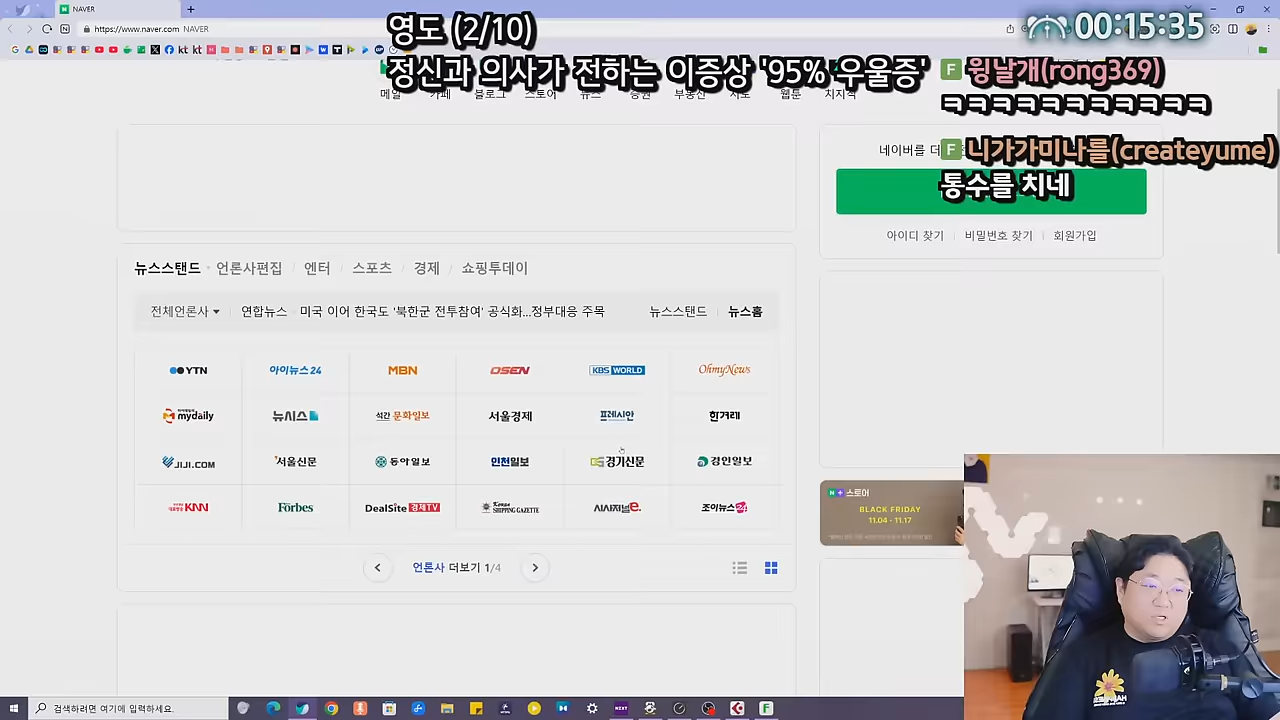 NAVER
https://www.naver.com NAVER
영도 (2/10)
정신과 의사가 전하는 이증상 '95% 우울증'
00:15:35
F 윙날개(rong369)
ㅋㅋㅋㅋㅋㅋㅋㅋㅋㅋㅋ
F 니가가미나를(createyume)
통수를 치네
메일 카페 블로그 스토어 뉴스 증권 부동산 지도 웹툰 치지직
네이버를 더
아이디 찾기 비밀번호 찾기 회원가입
뉴스스탠드 언론사편집 엔터 스포츠 경제 쇼핑투데이
전체언론사 연합뉴스 미국 이어 한국도 '북한군 전투참여' 공식화...정부대응 주목 뉴스스탠드 뉴스홈
YTN 아이뉴스24 MBN OSEN KBS WORLD OhmyNews
mydaily 뉴시스 석간 문화일보 서울경제 프레시안 한겨레
JIJI.COM 서울신문 동아일보 인천일보 경기신문 경인일보
KNN Forbes DealSite 경제TV Korea SHIPPING GAZETTE 시사저널e. 조이뉴스24
N+ 스토어
BLACK FRIDAY
11.04 - 11.17
언론사 더보기 1/4
검색하려면 여기에 입력하세요.